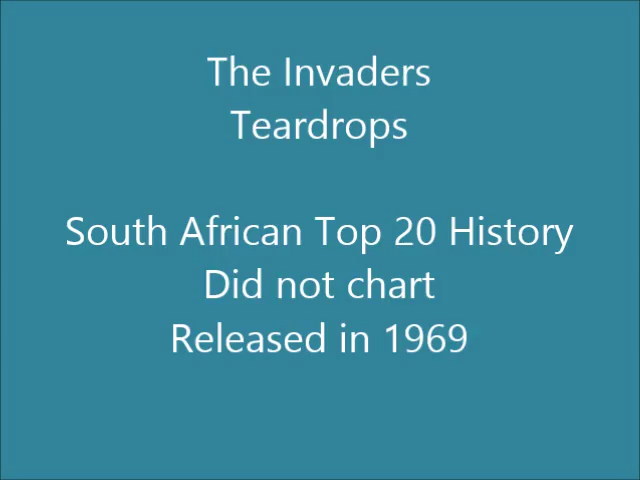 The Invaders
Teardrops
South African Top 20 History
Did not chart
Released in 1969